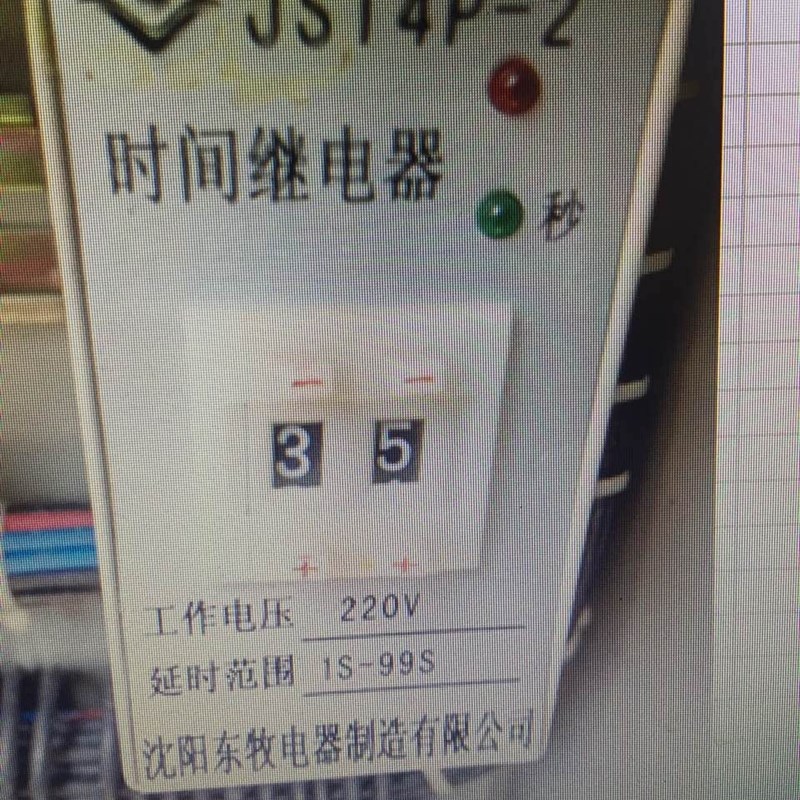 JS14P-2
时间继电器
秒
- -
3 5
+ +
工作电压 220V
延时范围 1S-99S
沈阳东牧电器制造有限公司